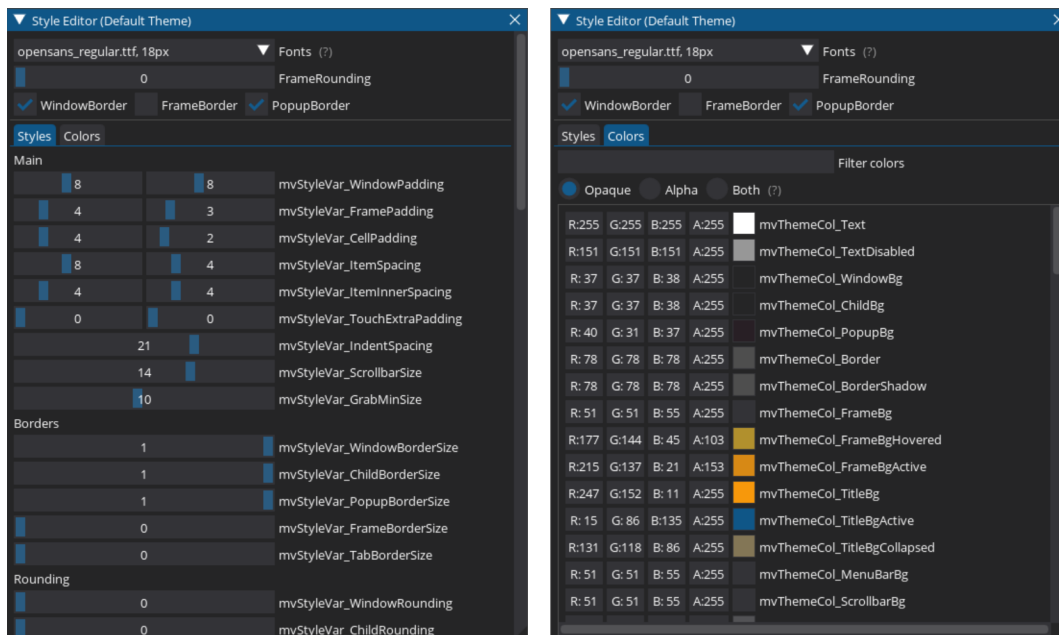 Style Editor (Default Theme)
opensans_regular.ttf, 18px Fonts (?)
0 FrameRounding
WindowBorder FrameBorder PopupBorder
Styles Colors
Main
8 8 mvStyleVar_WindowPadding
4 3 mvStyleVar_FramePadding
4 2 mvStyleVar_CellPadding
8 4 mvStyleVar_ItemSpacing
4 4 mvStyleVar_ItemInnerSpacing
0 0 mvStyleVar_TouchExtraPadding
21 mvStyleVar_IndentSpacing
14 mvStyleVar_ScrollbarSize
10 mvStyleVar_GrabMinSize
Borders
1 mvStyleVar_WindowBorderSize
1 mvStyleVar_ChildBorderSize
1 mvStyleVar_PopupBorderSize
0 mvStyleVar_FrameBorderSize
0 mvStyleVar_TabBorderSize
Rounding
0 mvStyleVar_WindowRounding
0 mvStyleVar_ChildRounding
Style Editor (Default Theme)
opensans_regular.ttf, 18px Fonts (?)
0 FrameRounding
WindowBorder FrameBorder PopupBorder
Styles Colors
Filter colors
Opaque Alpha Both (?)
R:255 G:255 B:255 A:255 mvThemeCol_Text
R:151 G:151 B:151 A:255 mvThemeCol_TextDisabled
R: 37 G: 37 B: 38 A:255 mvThemeCol_WindowBg
R: 37 G: 37 B: 38 A:255 mvThemeCol_ChildBg
R: 40 G: 31 B: 37 A:255 mvThemeCol_PopupBg
R: 78 G: 78 B: 78 A:255 mvThemeCol_Border
R: 78 G: 78 B: 78 A:255 mvThemeCol_BorderShadow
R: 51 G: 51 B: 55 A:255 mvThemeCol_FrameBg
R:177 G:144 B: 45 A:103 mvThemeCol_FrameBgHovered
R:215 G:137 B: 21 A:153 mvThemeCol_FrameBgActive
R:247 G:152 B: 11 A:255 mvThemeCol_TitleBg
R: 15 G: 86 B:135 A:255 mvThemeCol_TitleBgActive
R:131 G:118 B: 86 A:255 mvThemeCol_TitleBgCollapsed
R: 51 G: 51 B: 55 A:255 mvThemeCol_MenuBarBg
R: 51 G: 51 B: 55 A:255 mvThemeCol_ScrollbarBg